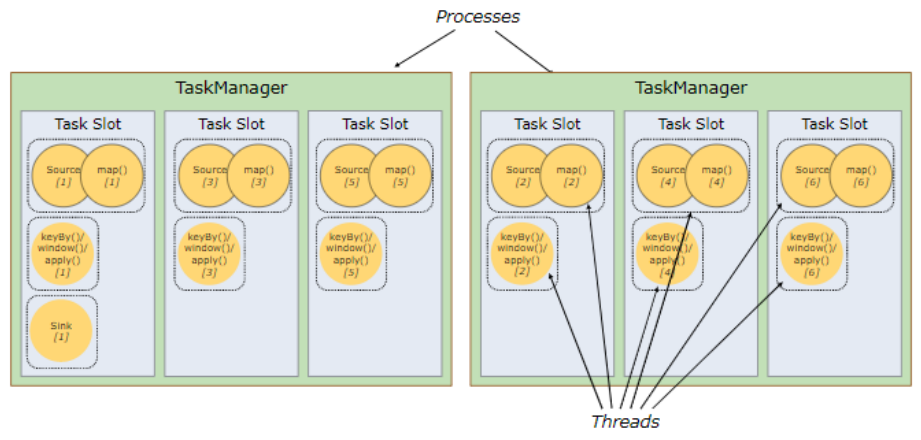 Processes
TaskManager
Task Slot
Source
[1]
map()
[1]
keyBy()/
window()/
apply()
[1]
Sink
[1]
Task Slot
Source
[3]
map()
[3]
keyBy()/
window()/
apply()
[3]
Task Slot
Source
[5]
map()
[5]
keyBy()/
window()/
apply()
[5]
TaskManager
Task Slot
Source
[2]
map()
[2]
keyBy()/
window()/
apply()
[2]
Task Slot
Source
[4]
map()
[4]
keyBy()/
window()/
apply()
[4]
Task Slot
Source
[6]
map()
[6]
keyBy()/
window()/
apply()
[6]
Threads